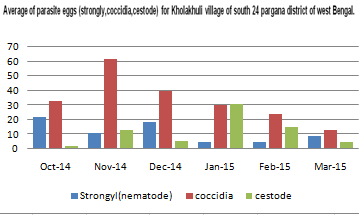 Average of parasite eggs (strongly,coccidia,cestode) for Kholakhuli village of south 24 pargana district of west Bengal.
70
60
50
40
30
20
10
0
Oct-14 Nov-14 Dec-14 Jan-15 Feb-15 Mar-15
Strongyl(nematode) coccidia cestode